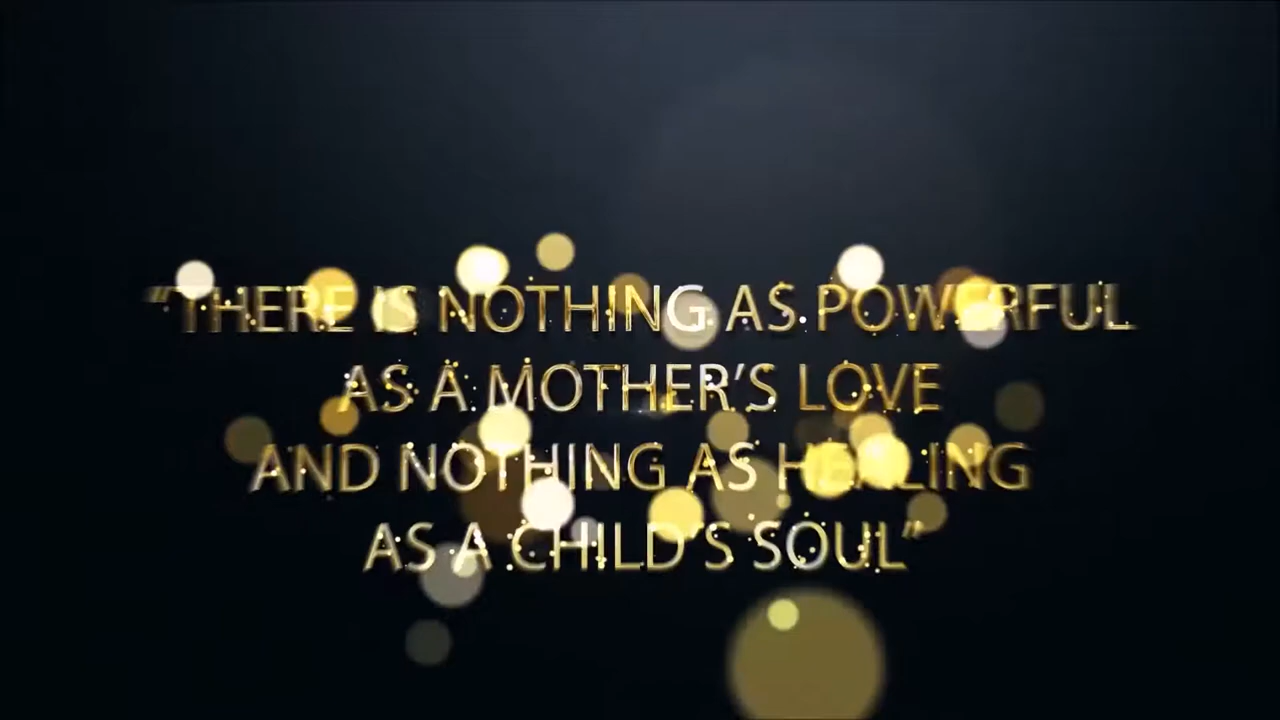 “THERE IS NOTHING AS POWERFUL
AS A MOTHER’S LOVE
AND NOTHING AS HEALING
AS A CHILD’S SOUL”